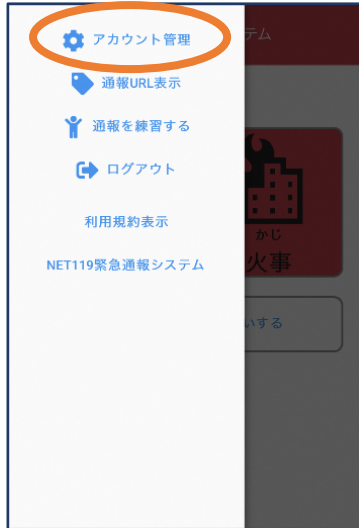 アカウント管理
テム
通報URL表示
通報を練習する
ログアウト
利用規約表示
NET119緊急通報システム
かじ
火事
いする